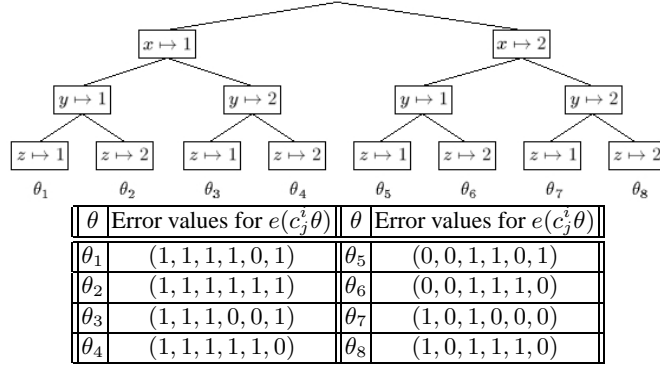 x ↦ 1 x ↦ 2
y ↦ 1 y ↦ 2 y ↦ 1 y ↦ 2
z ↦ 1 z ↦ 2 z ↦ 1 z ↦ 2 z ↦ 1 z ↦ 2 z ↦ 1 z ↦ 2
θ₁ θ₂ θ₃ θ₄ θ₅ θ₆ θ₇ θ₈
θ Error values for e(cⁱⱼθ) θ Error values for e(cⁱⱼθ)
θ₁ (1, 1, 1, 1, 0, 1) θ₅ (0, 0, 1, 1, 0, 1)
θ₂ (1, 1, 1, 1, 1, 1) θ₆ (0, 0, 1, 1, 1, 0)
θ₃ (1, 1, 1, 0, 0, 1) θ₇ (1, 0, 1, 0, 0, 0)
θ₄ (1, 1, 1, 1, 1, 0) θ₈ (1, 0, 1, 1, 1, 0)